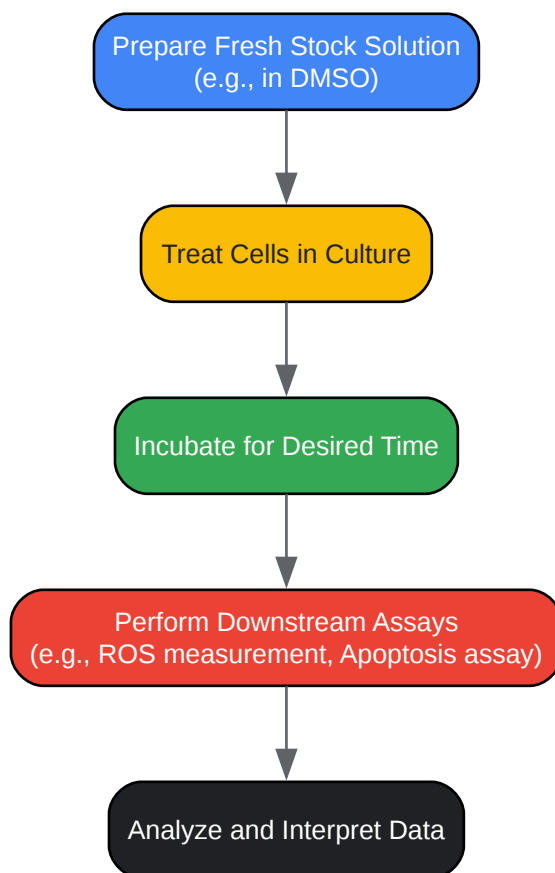 Prepare Fresh Stock Solution
(e.g., in DMSO)
Treat Cells in Culture
Incubate for Desired Time
Perform Downstream Assays
(e.g., ROS measurement, Apoptosis assay)
Analyze and Interpret Data